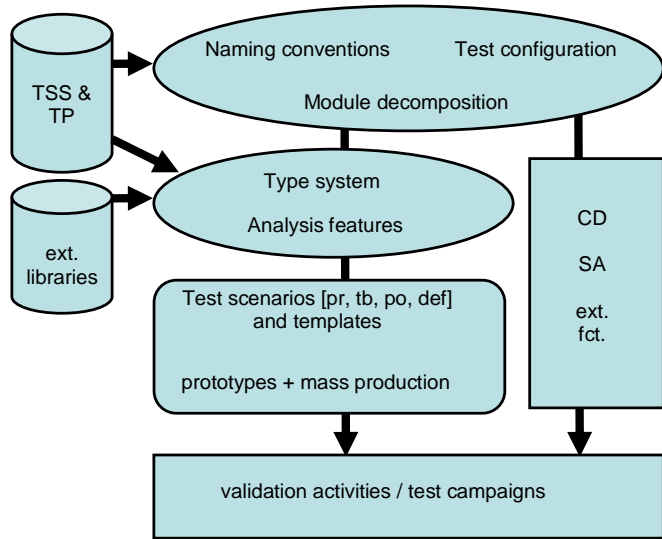 Naming conventions
Test configuration
Module decomposition
TSS &
TP
Type system
Analysis features
ext.
libraries
CD
SA
ext.
fct.
Test scenarios [pr, tb, po, def]
and templates
prototypes + mass production
validation activities / test campaigns